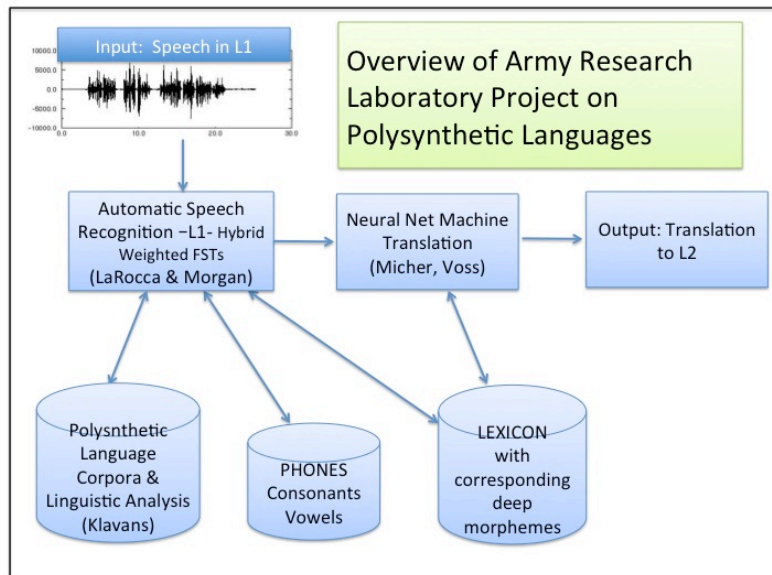 Input: Speech in L1
10000.0
5000.0
0.0
-5000.0
-10000.0
0.0
10.0
20.0
30.0
Overview of Army Research
Laboratory Project on
Polysynthetic Languages
Automatic Speech
Recognition –L1- Hybrid
Weighted FSTs
(LaRocca & Morgan)
Neural Net Machine
Translation
(Micher, Voss)
Output: Translation
to L2
Polysnthetic
Language
Corpora &
Linguistic Analysis
(Klavans)
PHONES
Consonants
Vowels
LEXICON
with
corresponding
deep
morphemes